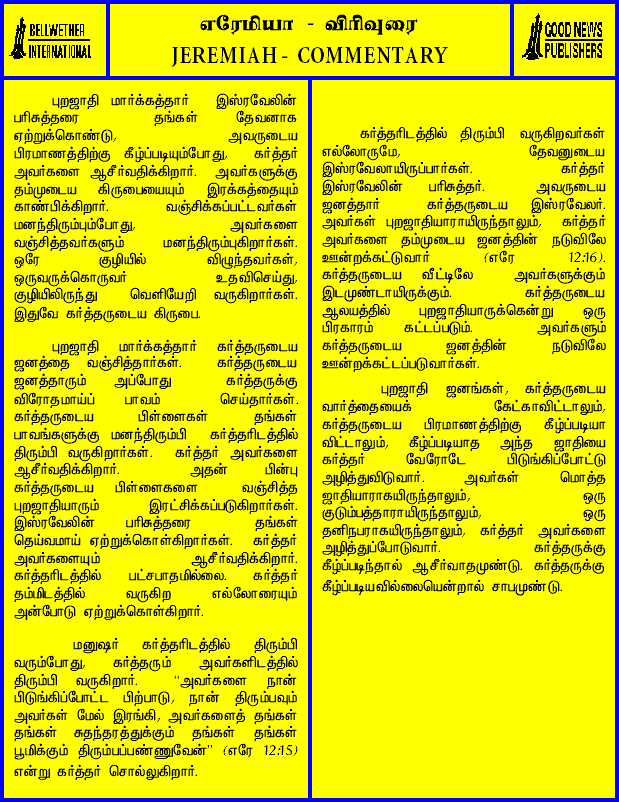 BELLWETHER
INTERNATIONAL
எரேமியா - விரிவுரை
JEREMIAH - COMMENTARY
GOOD NEWS
PUBLISHERS
புறஜாதி மார்க்கத்தார் இஸ்ரவேலின்
பரிசுத்தரை தங்கள் தேவனாக
ஏற்றுக்கொண்டு, அவருடைய
பிரமாணத்திற்கு கீழ்ப்படியும்போது, கர்த்தர்
அவர்களை ஆசீர்வதிக்கிறார். அவர்களுக்கு
தம்முடைய கிருபையையும் இரக்கத்தையும்
காண்பிக்கிறார். வஞ்சிக்கப்பட்டவர்கள்
மனந்திரும்பும்போது, அவர்களை
வஞ்சித்தவர்களும் மனந்திரும்புகிறார்கள்.
ஒரே குழியில் விழுந்தவர்கள்,
ஒருவருக்கொருவர் உதவிசெய்து,
குழியிலிருந்து வெளியேறி வருகிறார்கள்.
இதுவே கர்த்தருடைய கிருபை.
புறஜாதி மார்க்கத்தார் கர்த்தருடைய
ஜனத்தை வஞ்சித்தார்கள். கர்த்தருடைய
ஜனத்தாரும் அப்போது கர்த்தருக்கு
விரோதமாய்ப் பாவம் செய்தார்கள்.
கர்த்தருடைய பிள்ளைகள் தங்கள்
பாவங்களுக்கு மனந்திரும்பி கர்த்தரிடத்தில்
திரும்பி வருகிறார்கள். கர்த்தர் அவர்களை
ஆசீர்வதிக்கிறார். அதன் பின்பு
கர்த்தருடைய பிள்ளைகளை வஞ்சித்த
புறஜாதியாரும் இரட்சிக்கப்படுகிறார்கள்.
இஸ்ரவேலின் பரிசுத்தரை தங்கள்
தெய்வமாய் ஏற்றுக்கொள்கிறார்கள். கர்த்தர்
அவர்களையும் ஆசீர்வதிக்கிறார்.
கர்த்தரிடத்தில் பட்சபாதமில்லை. கர்த்தர்
தம்மிடத்தில் வருகிற எல்லோரையும்
அன்போடு ஏற்றுக்கொள்கிறார்.
மனுஷர் கர்த்தரிடத்தில் திரும்பி
வரும்போது, கர்த்தரும் அவர்களிடத்தில்
திரும்பி வருகிறார். “அவர்களை நான்
பிடுங்கிப்போட்ட பிற்பாடு, நான் திரும்பவும்
அவர்கள் மேல் இரங்கி, அவர்களைத் தங்கள்
தங்கள் சுதந்தரத்துக்கும் தங்கள் தங்கள்
பூமிக்கும் திரும்பப்பண்ணுவேன்” (எரே 12:15)
என்று கர்த்தர் சொல்லுகிறார்.
கர்த்தரிடத்தில் திரும்பி வருகிறவர்கள்
எல்லோருமே, தேவனுடைய
இஸ்ரவேலாயிருப்பார்கள். கர்த்தர்
இஸ்ரவேலின் பரிசுத்தர். அவருடைய
ஜனத்தார் கர்த்தருடைய இஸ்ரவேலர்.
அவர்கள் புறஜாதியாராயிருந்தாலும், கர்த்தர்
அவர்களை தம்முடைய ஜனத்தின் நடுவிலே
ஊன்றக்கட்டுவார் (எரே 12:16).
கர்த்தருடைய வீட்டிலே அவர்களுக்கும்
இடமுண்டாயிருக்கும். கர்த்தருடைய
ஆலயத்தில் புறஜாதியாருக்கென்று ஒரு
பிரகாரம் கட்டப்படும். அவர்களும்
கர்த்தருடைய ஜனத்தின் நடுவிலே
ஊன்றக்கட்டப்படுவார்கள்.
புறஜாதி ஜனங்கள், கர்த்தருடைய
வார்த்தையைக் கேட்காவிட்டாலும்,
கர்த்தருடைய பிரமாணத்திற்கு கீழ்ப்படியா
விட்டாலும், கீழ்ப்படியாத அந்த ஜாதியை
கர்த்தர் வேரோடே பிடுங்கிப்போட்டு
அழித்துவிடுவார். அவர்கள் மொத்த
ஜாதியாராகயிருந்தாலும், ஒரு
குடும்பத்தாராயிருந்தாலும், ஒரு
தனிநபராகயிருந்தாலும், கர்த்தர் அவர்களை
அழித்துப்போடுவார். கர்த்தருக்கு
கீழ்ப்படிந்தால் ஆசீர்வாதமுண்டு. கர்த்தருக்கு
கீழ்ப்படியவில்லையென்றால் சாபமுண்டு.